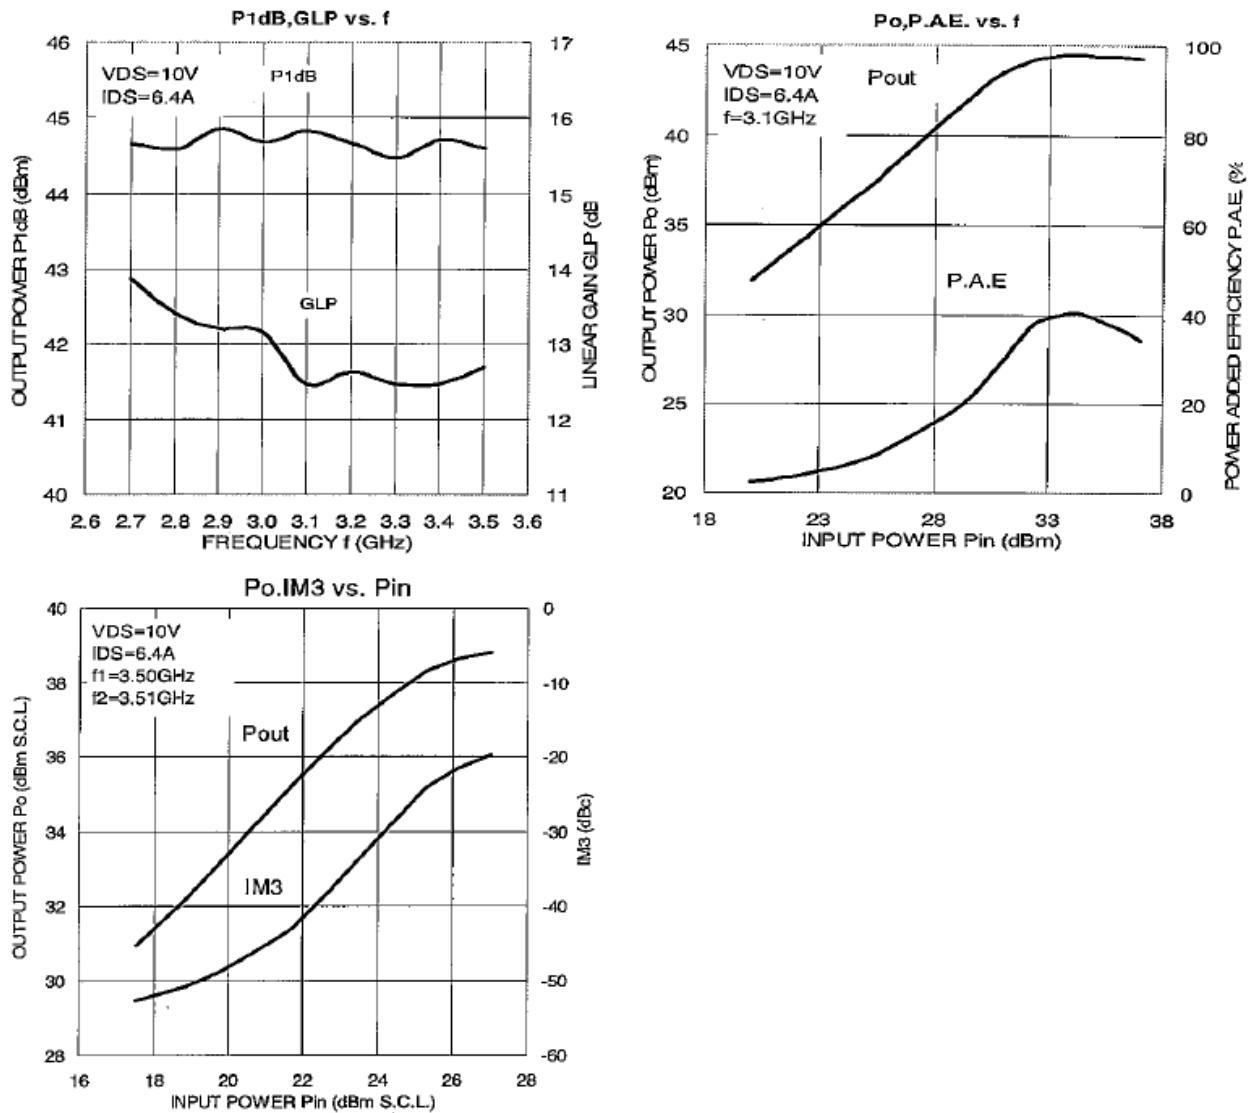 P1dB,GLP vs. f
46
45
44
43
42
41
40
OUTPUT POWER P1dB (dBm)
VDS=10V
IDS=6.4A
P1dB
GLP
17
16
15
14
13
12
11
LINEAR GAIN GLP (dB
2.6 2.7 2.8 2.9 3.0 3.1 3.2 3.3 3.4 3.5 3.6
FREQUENCY f (GHz)
Po,P.A.E. vs. f
45
40
35
30
25
20
OUTPUT POWER Po (dBm)
VDS=10V
IDS=6.4A
f=3.1GHz
Pout
P.A.E
100
80
60
40
20
0
POWER ADDED EFRICIENCY P.A.E. (%
18 23 28 33 38
INPUT POWER Pin (dBm)
Po.IM3 vs. Pin
40
38
36
34
32
30
28
OUTPUT POWER Po (dBm S.C.L.)
VDS=10V
IDS=6.4A
f1=3.50GHz
f2=3.51GHz
Pout
IM3
0
-10
-20
-30
-40
-50
-60
IM3 (dBc)
16 18 20 22 24 26 28
INPUT POWER Pin (dBm S.C.L.)